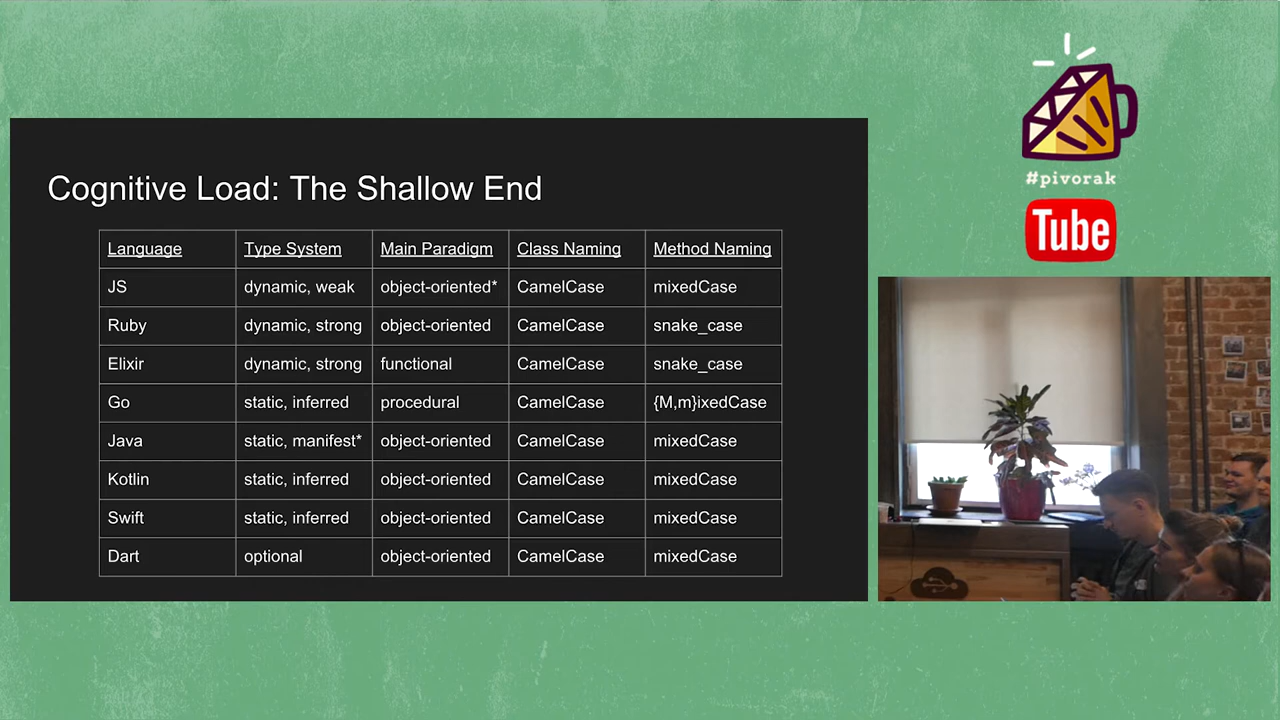 Cognitive Load: The Shallow End
Language Type System Main Paradigm Class Naming Method Naming
JS dynamic, weak object-oriented* CamelCase mixedCase
Ruby dynamic, strong object-oriented CamelCase snake_case
Elixir dynamic, strong functional CamelCase snake_case
Go static, inferred procedural CamelCase {M,m}ixedCase
Java static, manifest* object-oriented CamelCase mixedCase
Kotlin static, inferred object-oriented CamelCase mixedCase
Swift static, inferred object-oriented CamelCase mixedCase
Dart optional object-oriented CamelCase mixedCase
#pivorak
Tube